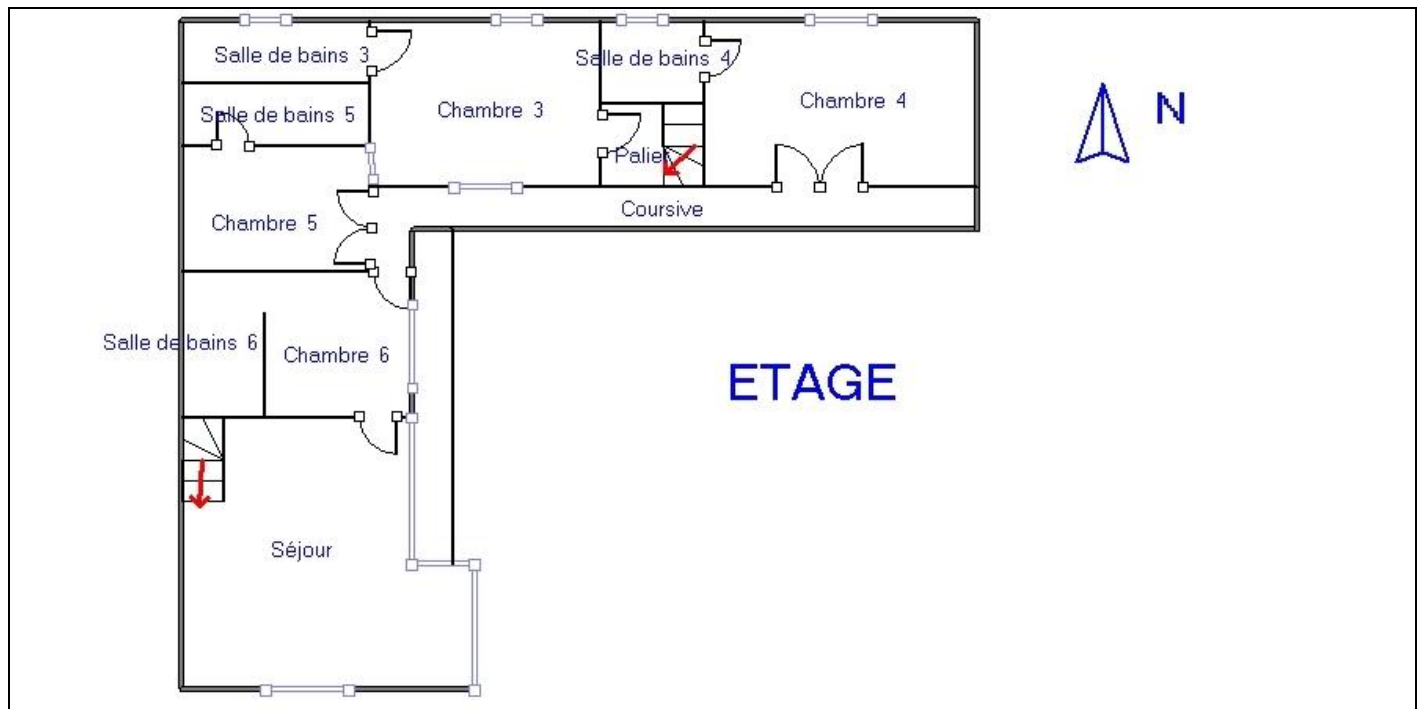 Salle de bains 3
Salle de bains 4
Salle de bains 5
Chambre 3
Chambre 4
N
Palier
Chambre 5
Coursive
Salle de bains 6
Chambre 6
ETAGE
Séjour